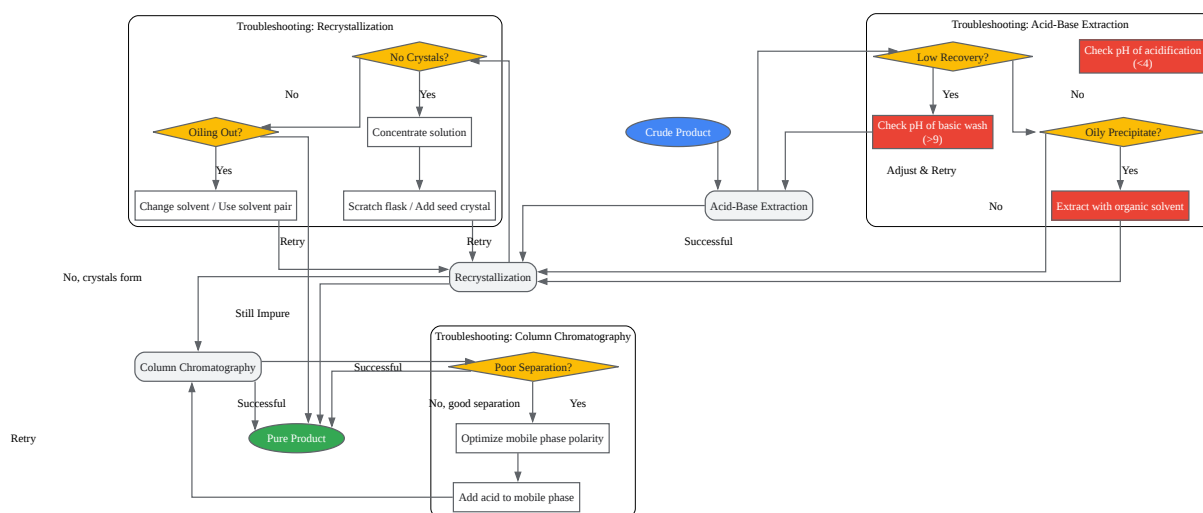 Troubleshooting: Recrystallization
Troubleshooting: Acid-Base Extraction
No Crystals?
Low Recovery?
Check pH of acidification
(<4)
No
Yes
Yes
No
Oiling Out?
Concentrate solution
Crude Product
Check pH of basic wash
(>9)
Oily Precipitate?
Yes
Adjust & Retry
Yes
Change solvent / Use solvent pair
Scratch flask / Add seed crystal
Acid-Base Extraction
No
Extract with organic solvent
Retry
Retry
Successful
No, crystals form
Recrystallization
Still Impure
Troubleshooting: Column Chromatography
Column Chromatography
Successful
Poor Separation?
Successful
No, good separation
Yes
Retry
Pure Product
Optimize mobile phase polarity
Add acid to mobile phase